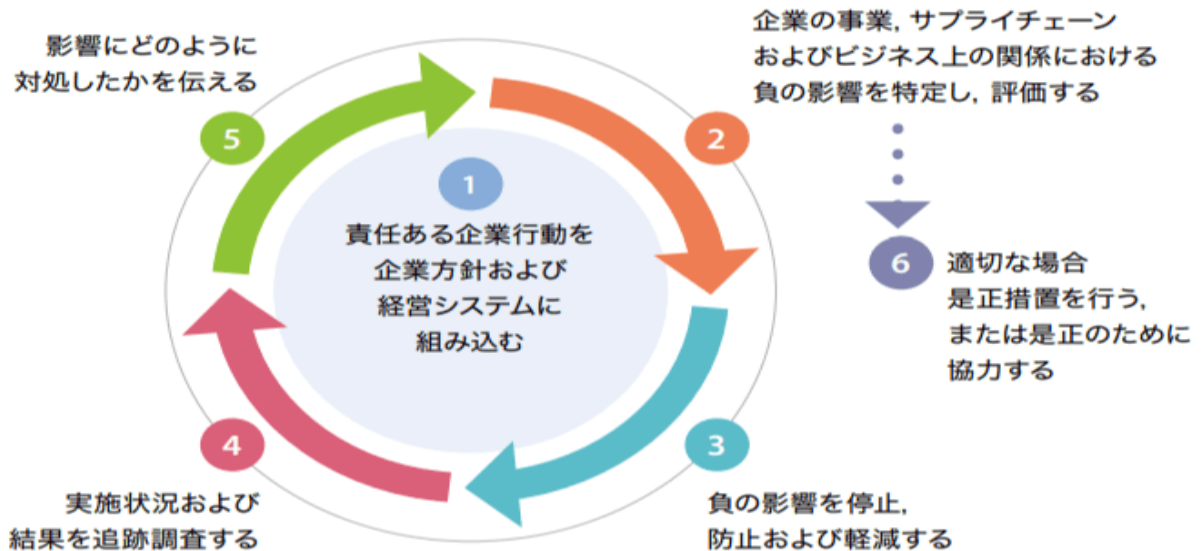 1
責任ある企業行動を
企業方針および
経営システムに
組み込む
2
企業の事業, サプライチェーン
およびビジネス上の関係における
負の影響を特定し, 評価する
3
負の影響を停止,
防止および軽減する
4
実施状況および
結果を追跡調査する
5
影響にどのように
対処したかを伝える
6
適切な場合
是正措置を行う,
または是正のために
協力する